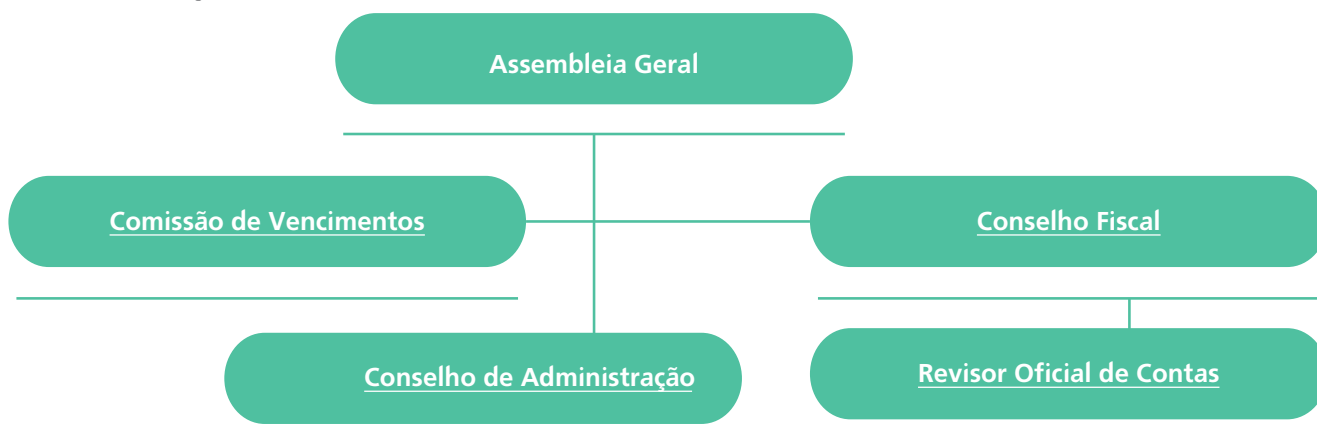 Assembleia Geral
Comissão de Vencimentos
Conselho Fiscal
Conselho de Administração
Revisor Oficial de Contas